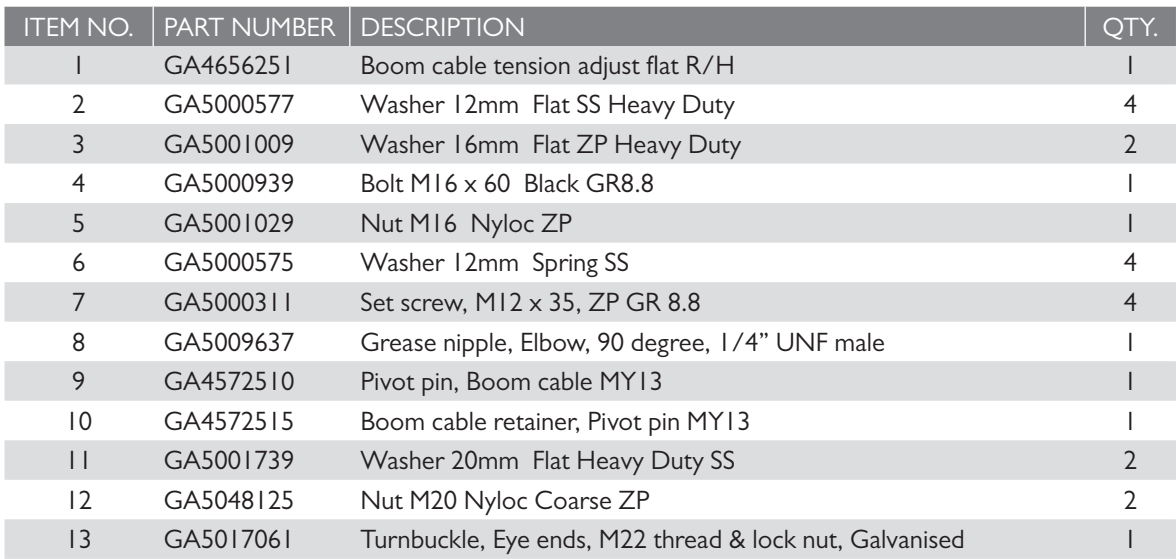 ITEM NO. PART NUMBER DESCRIPTION QTY.
1 GA4656251 Boom cable tension adjust flat R/H 1
2 GA5000577 Washer 12mm Flat SS Heavy Duty 4
3 GA5001009 Washer 16mm Flat ZP Heavy Duty 2
4 GA5000939 Bolt M16 x 60 Black GR8.8 1
5 GA5001029 Nut M16 Nyloc ZP 1
6 GA5000575 Washer 12mm Spring SS 4
7 GA5000311 Set screw, M12 x 35, ZP GR 8.8 4
8 GA5009637 Grease nipple, Elbow, 90 degree, 1/4” UNF male 1
9 GA4572510 Pivot pin, Boom cable MY13 1
10 GA4572515 Boom cable retainer, Pivot pin MY13 1
11 GA5001739 Washer 20mm Flat Heavy Duty SS 2
12 GA5048125 Nut M20 Nyloc Coarse ZP 2
13 GA5017061 Turnbuckle, Eye ends, M22 thread & lock nut, Galvanised 1